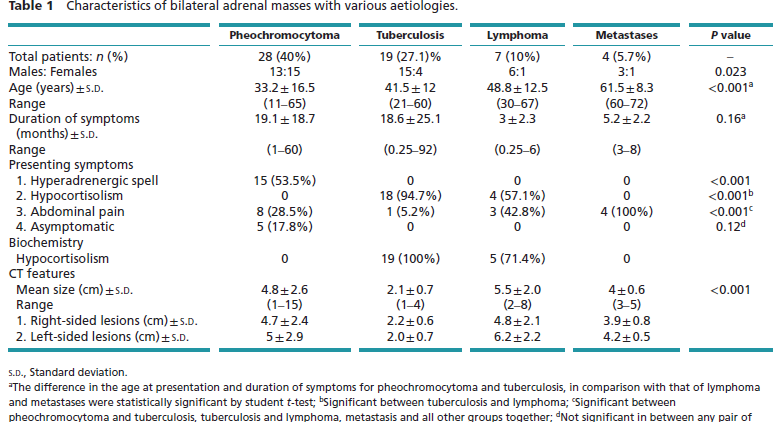 Table 1 Characteristics of bilateral adrenal masses with various aetiologies.
Pheochromocytoma Tuberculosis Lymphoma Metastases P value
Total patients: n (%) 28 (40%) 19 (27.1)% 7 (10%) 4 (5.7%) –
Males: Females 13:15 15:4 6:1 3:1 0.023
Age (years)±S.D. 33.2±16.5 41.5±12 48.8±12.5 61.5±8.3 <0.001a
Range (11–65) (21–60) (30–67) (60–72)
Duration of symptoms 19.1±18.7 18.6±25.1 3±2.3 5.2±2.2 0.16a
(months)±S.D.
Range (1–60) (0.25–92) (0.25–6) (3–8)
Presenting symptoms
1. Hyperadrenergic spell 15 (53.5%) 0 0 0 <0.001
2. Hypocortisolism 0 18 (94.7%) 4 (57.1%) 0 <0.001b
3. Abdominal pain 8 (28.5%) 1 (5.2%) 3 (42.8%) 4 (100%) <0.001c
4. Asymptomatic 5 (17.8%) 0 0 0 0.12d
Biochemistry
Hypocortisolism 0 19 (100%) 5 (71.4%) 0
CT features
Mean size (cm)±S.D. 4.8±2.6 2.1±0.7 5.5±2.0 4±0.6 <0.001
Range (1–15) (1–4) (2–8) (3–5)
1. Right-sided lesions (cm)±S.D. 4.7±2.4 2.2±0.6 4.8±2.1 3.9±0.8
2. Left-sided lesions (cm)±S.D. 5±2.9 2.0±0.7 6.2±2.2 4.2±0.5
S.D., Standard deviation.
aThe difference in the age at presentation and duration of symptoms for pheochromocytoma and tuberculosis, in comparison with that of lymphoma
and metastases were statistically significant by student t-test; bSignificant between tuberculosis and lymphoma; cSignificant between
pheochromocytoma and tuberculosis, tuberculosis and lymphoma, metastasis and all other groups together; dNot significant in between any pair of